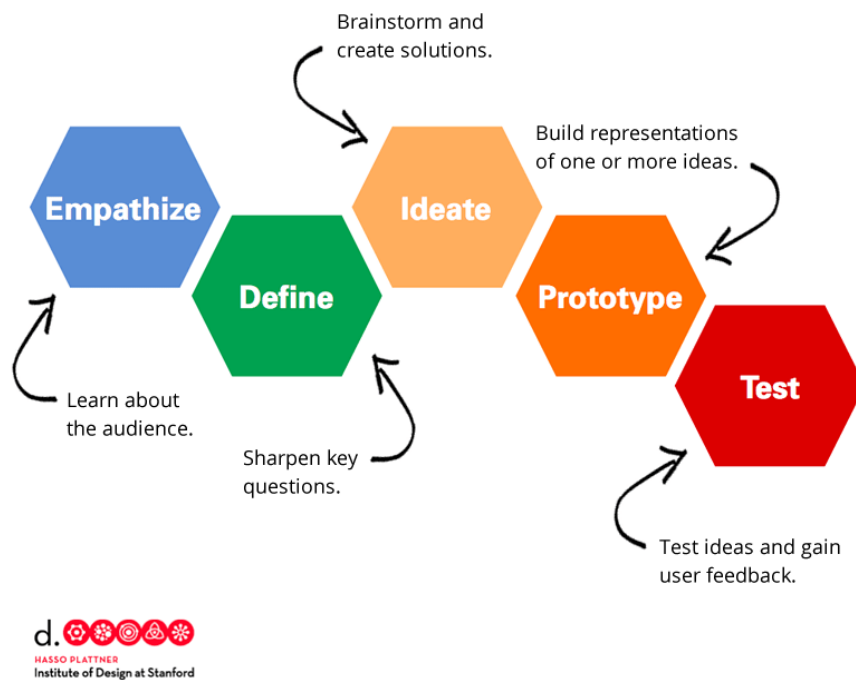 Brainstorm and
create solutions.
Build representations
of one or more ideas.
Empathize
Ideate
Define
Prototype
Test
Learn about
the audience.
Sharpen key
questions.
Test ideas and gain
user feedback.
d.
HASSO PLATTNER
Institute of Design at Stanford